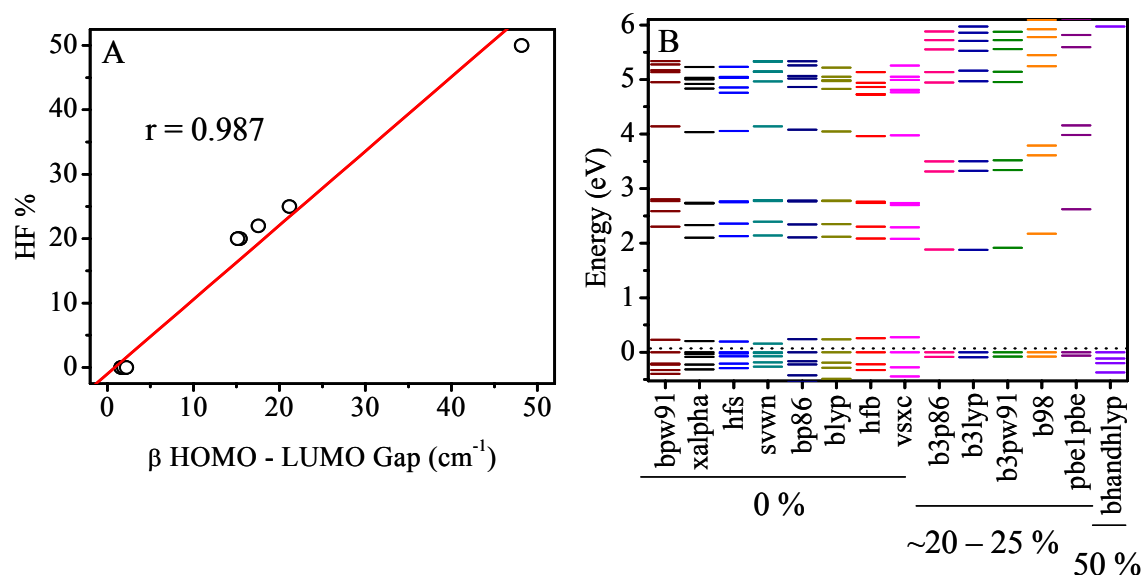 A
r = 0.987
50
40
30
20
10
0
HF %
0 10 20 30 40 50
β HOMO - LUMO Gap (cm⁻¹)
B
6
5
4
3
2
1
0
Energy (eV)
bpw91
xalpha
hfs
svwn
bp86
blyp
hfb
vsxc
b3p86
b3lyp
b3pw91
b98
pbe1pbe
bhandhlyp
0 %
~20 – 25 %
50 %